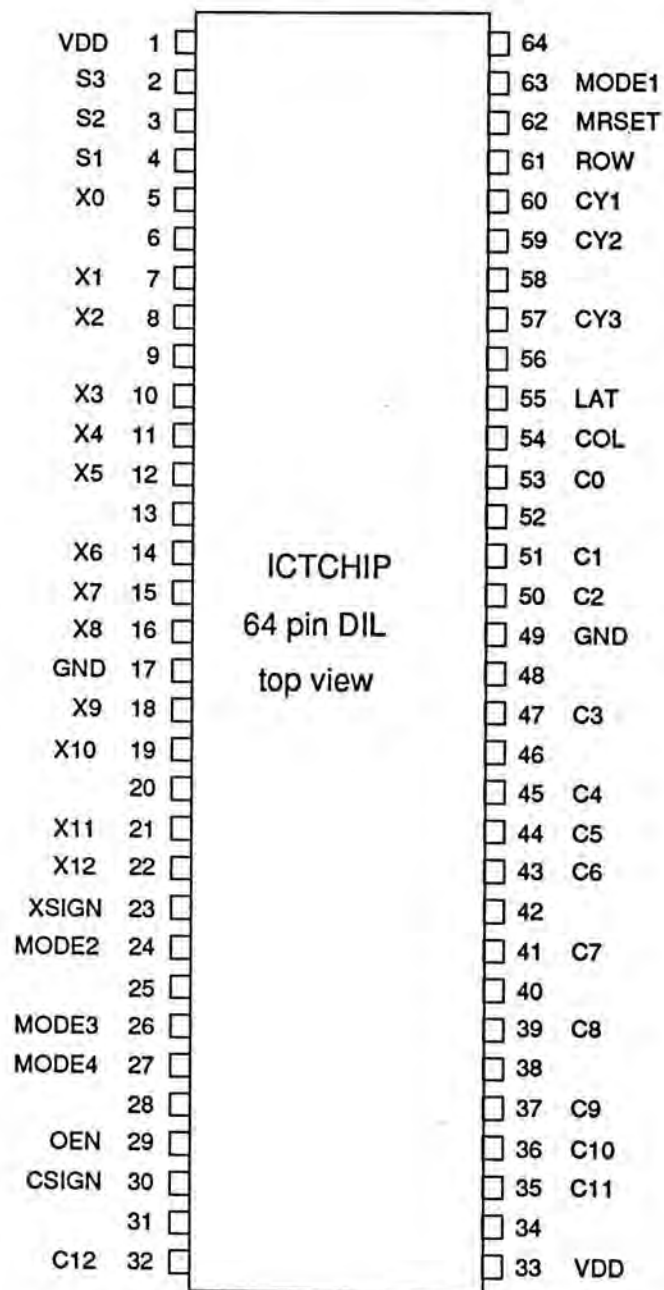 VDD 1 64
S3 2 63 MODE1
S2 3 62 MRSET
S1 4 61 ROW
X0 5 60 CY1
6 59 CY2
X1 7 58
X2 8 57 CY3
9 56
X3 10 55 LAT
X4 11 54 COL
X5 12 53 C0
13 52
X6 14 51 C1
ICTCHIP
X7 15 50 C2
X8 16 49 GND
64 pin DIL
GND 17 48
top view
X9 18 47 C3
X10 19 46
20 45 C4
X11 21 44 C5
X12 22 43 C6
XSIGN 23 42
MODE2 24 41 C7
25 40
MODE3 26 39 C8
MODE4 27 38
28 37 C9
OEN 29 36 C10
CSIGN 30 35 C11
31 34
C12 32 33 VDD